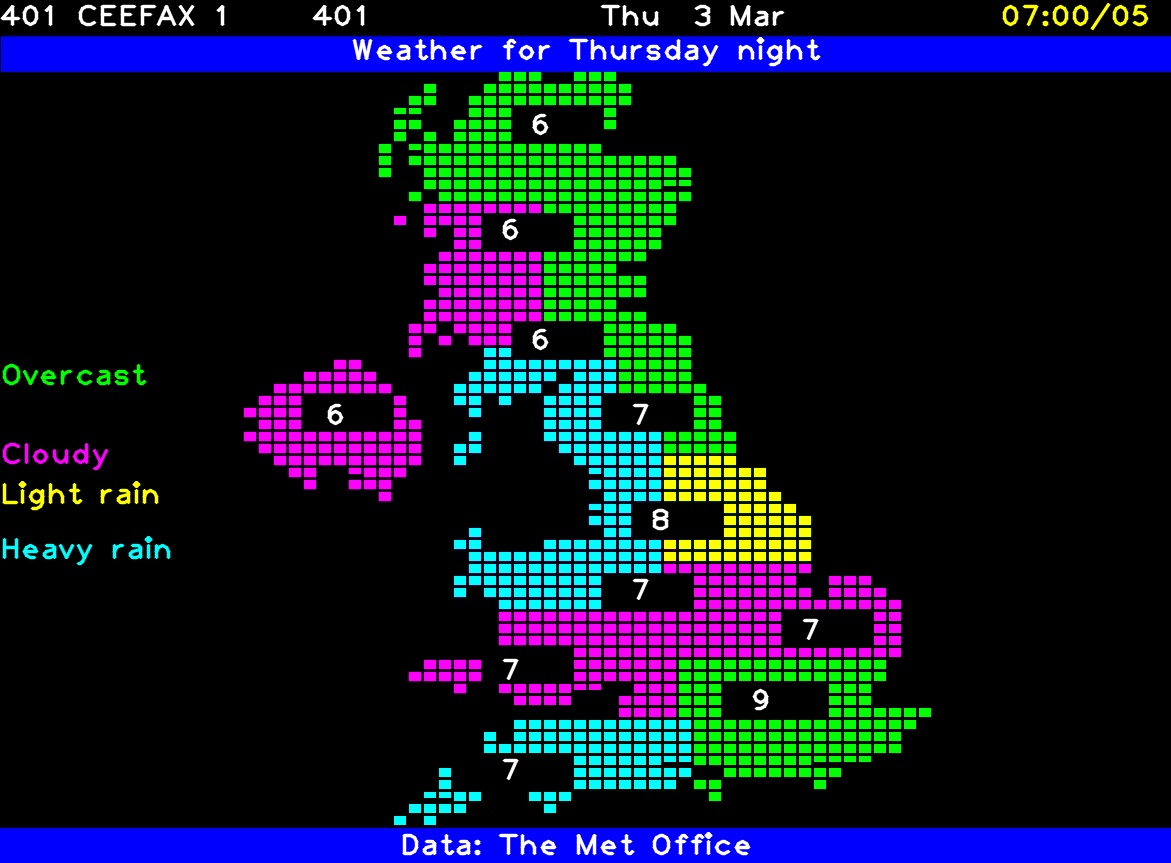 401 CEEFAX 1 401 Thu 3 Mar 07:00/05
Weather for Thursday night
6
6
6
Overcast
6
7
Cloudy
Light rain
8
Heavy rain
7
7
7
9
7
Data: The Met Office